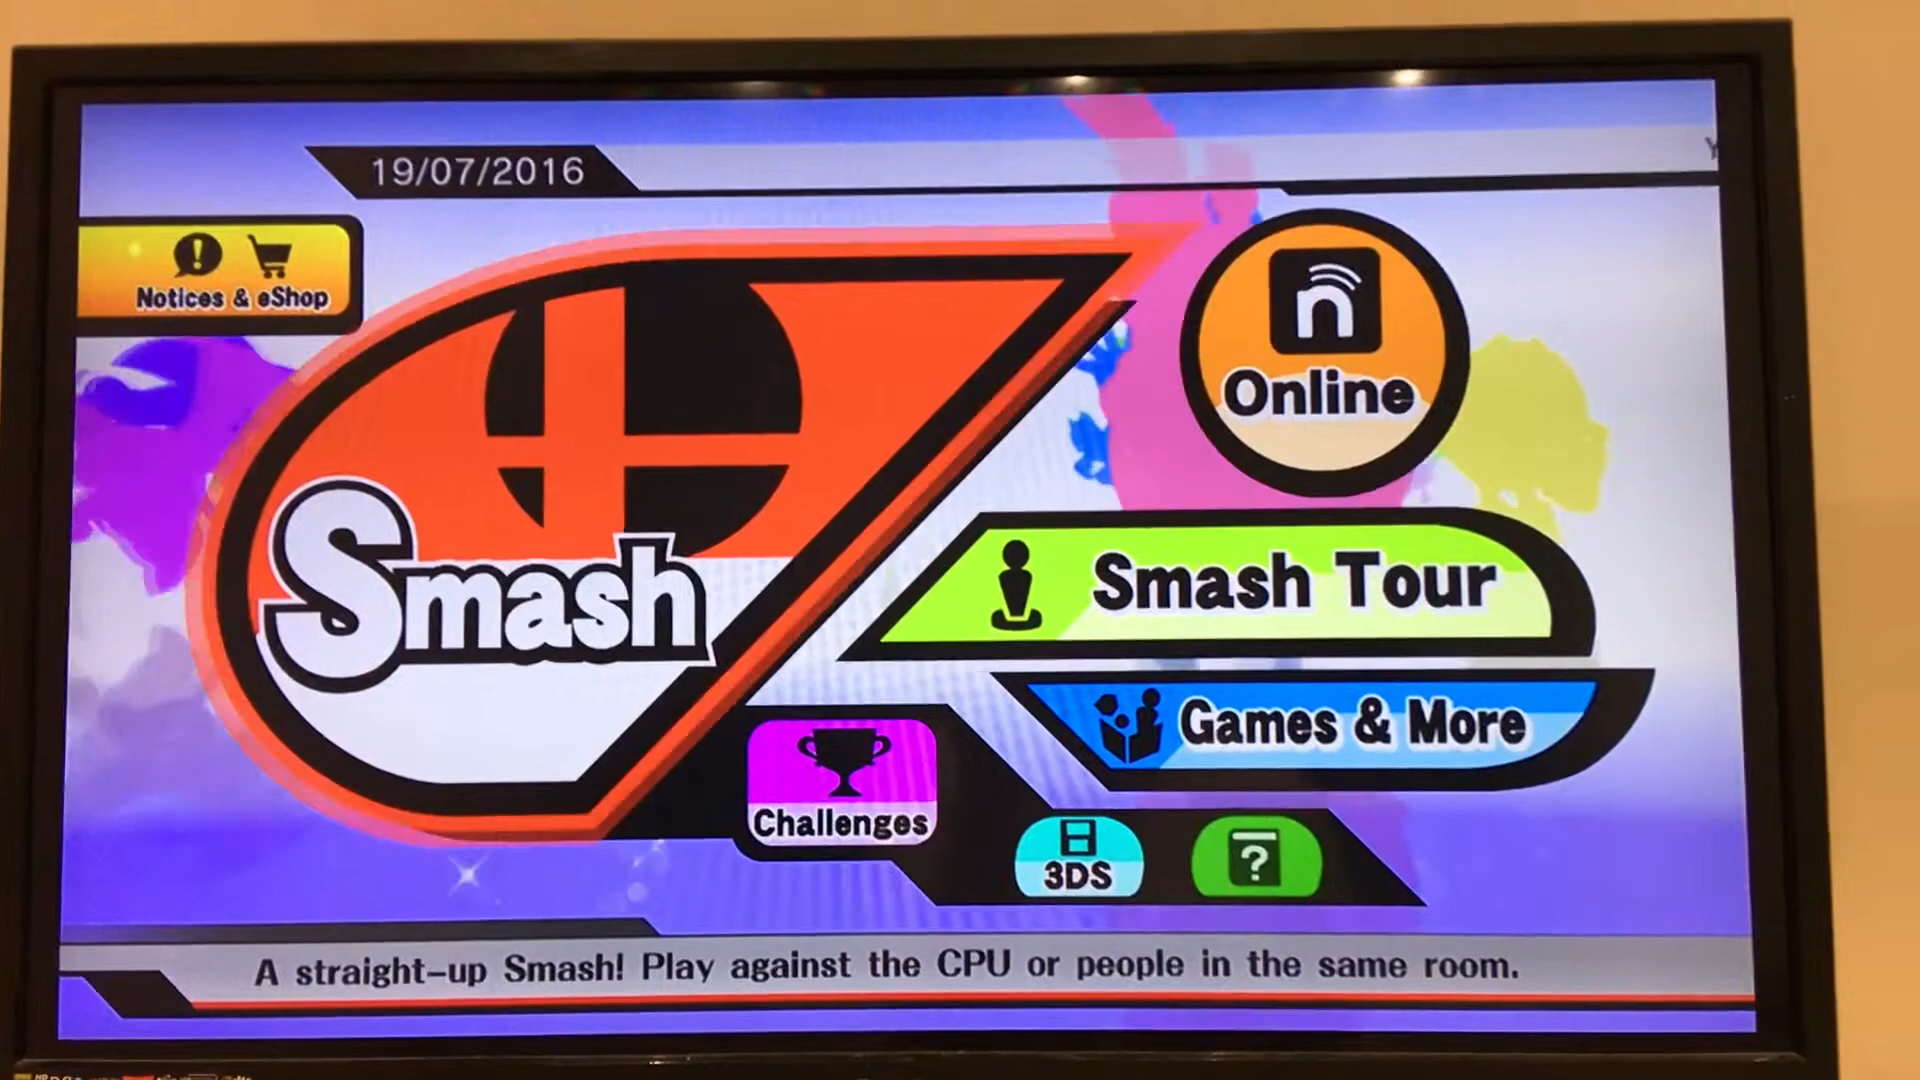 19/07/2016
Notices & eShop
Online
Smash
Smash Tour
Games & More
Challenges
3DS
?
A straight-up Smash! Play against the CPU or people in the same room.